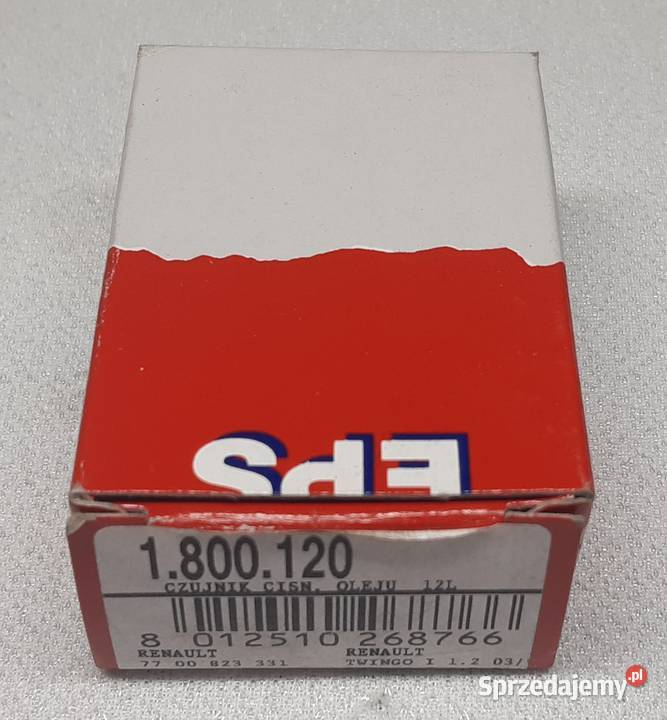 EPS
1.800.120
CZUJNIK CISN. OLEJU 12L
8 012510 268766
RENAULT RENAULT
77 00 823 331 TWINGO I 1.2 03/
Sprzedajemy.pl